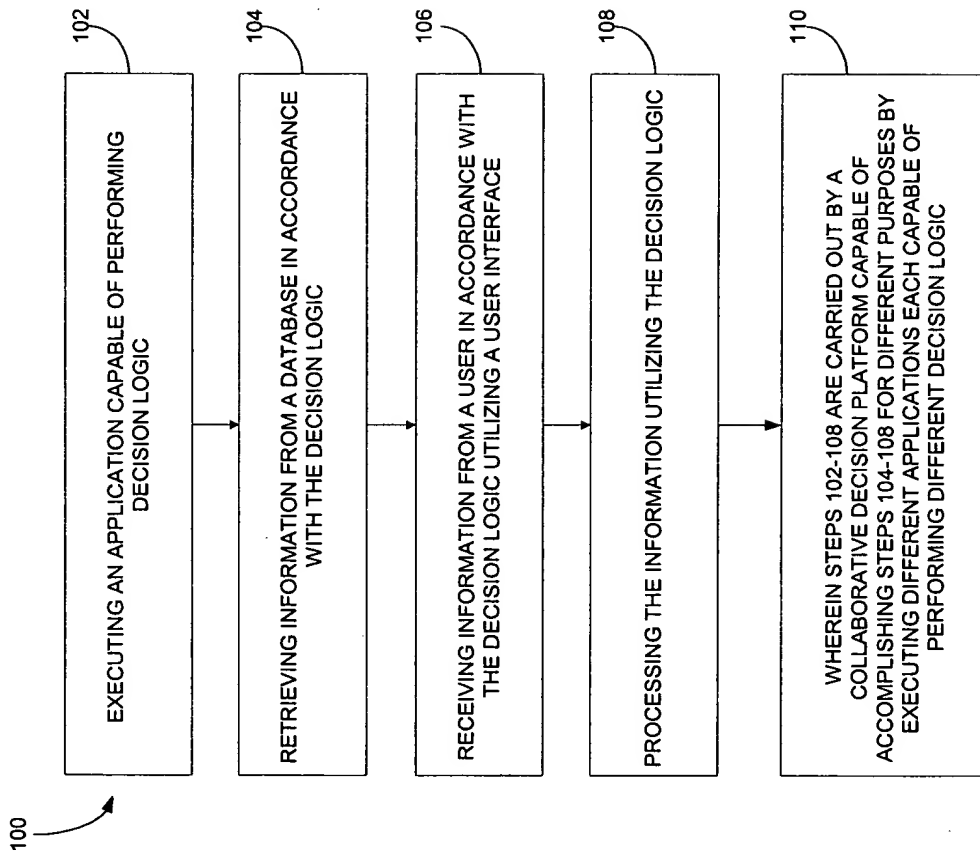 100
102
EXECUTING AN APPLICATION CAPABLE OF PERFORMING
DECISION LOGIC
104
RETRIEVING INFORMATION FROM A DATABASE IN ACCORDANCE
WITH THE DECISION LOGIC
106
RECEIVING INFORMATION FROM A USER IN ACCORDANCE WITH
THE DECISION LOGIC UTILIZING A USER INTERFACE
108
PROCESSING THE INFORMATION UTILIZING THE DECISION LOGIC
110
WHEREIN STEPS 102-108 ARE CARRIED OUT BY A
COLLABORATIVE DECISION PLATFORM CAPABLE OF
ACCOMPLISHING STEPS 104-108 FOR DIFFERENT PURPOSES BY
EXECUTING DIFFERENT APPLICATIONS EACH CAPABLE OF
PERFORMING DIFFERENT DECISION LOGIC